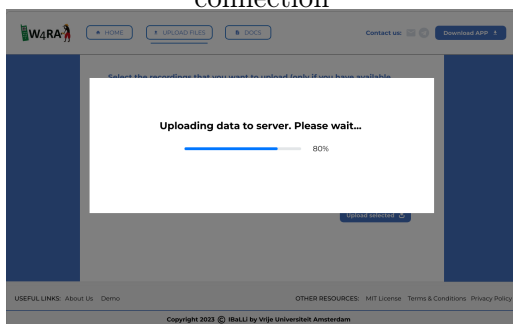 connection
W4RA
HOME
UPLOAD FILES
DOCS
Contact us:
Download APP
Select the recordings that you want to upload (only if you have available
Uploading data to server. Please wait...
80%
Upload selected
USEFUL LINKS: About Us Demo
OTHER RESOURCES: MIT License Terms & Conditions Privacy Policy
Copyright 2023 © IBaLLi by Vrije Universiteit Amsterdam